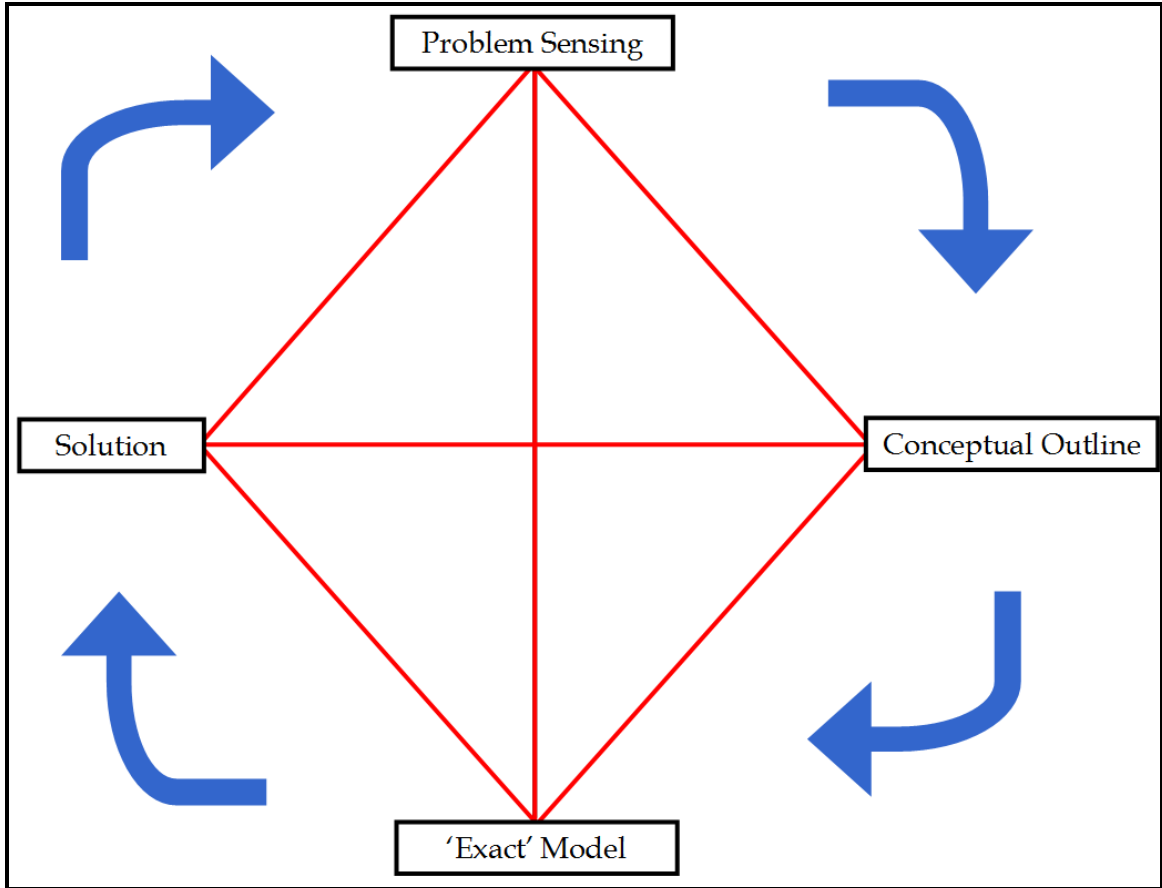 Problem Sensing
Solution
Conceptual Outline
‘Exact’ Model